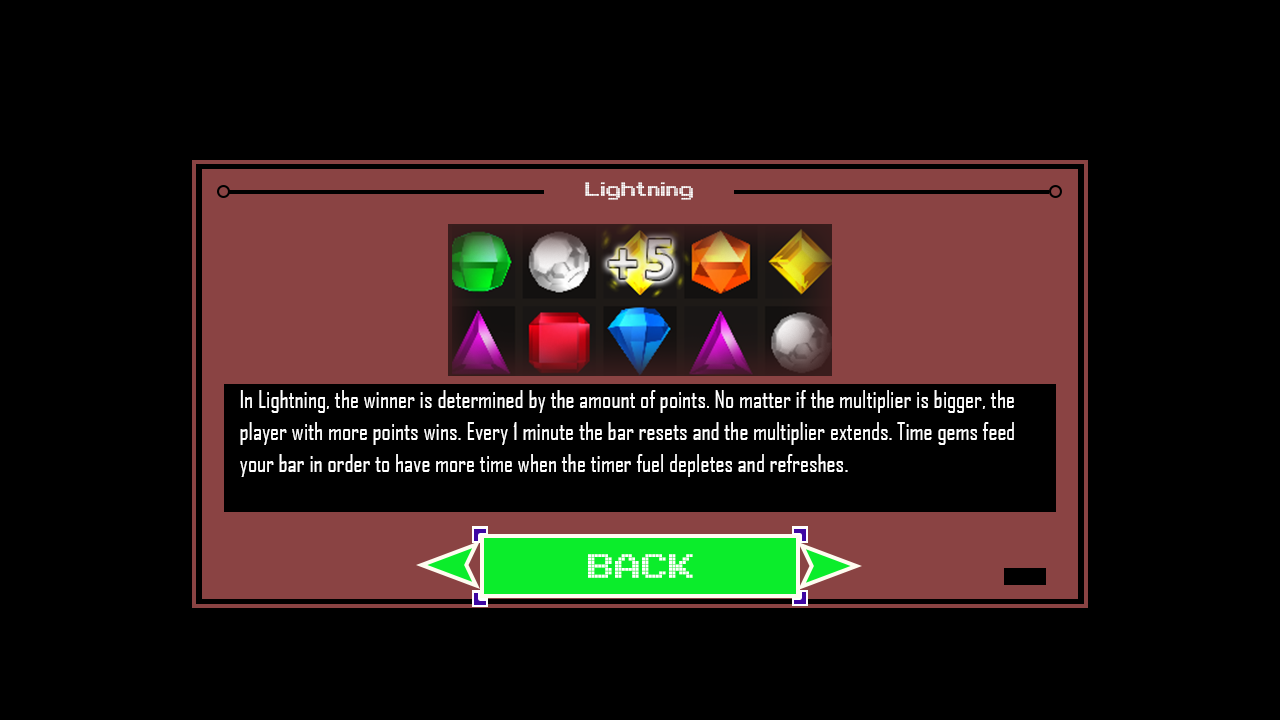 Lightning
+5
In Lightning, the winner is determined by the amount of points. No matter if the multiplier is bigger, the
player with more points wins. Every 1 minute the bar resets and the multiplier extends. Time gems feed
your bar in order to have more time when the timer fuel depletes and refreshes.
BACK